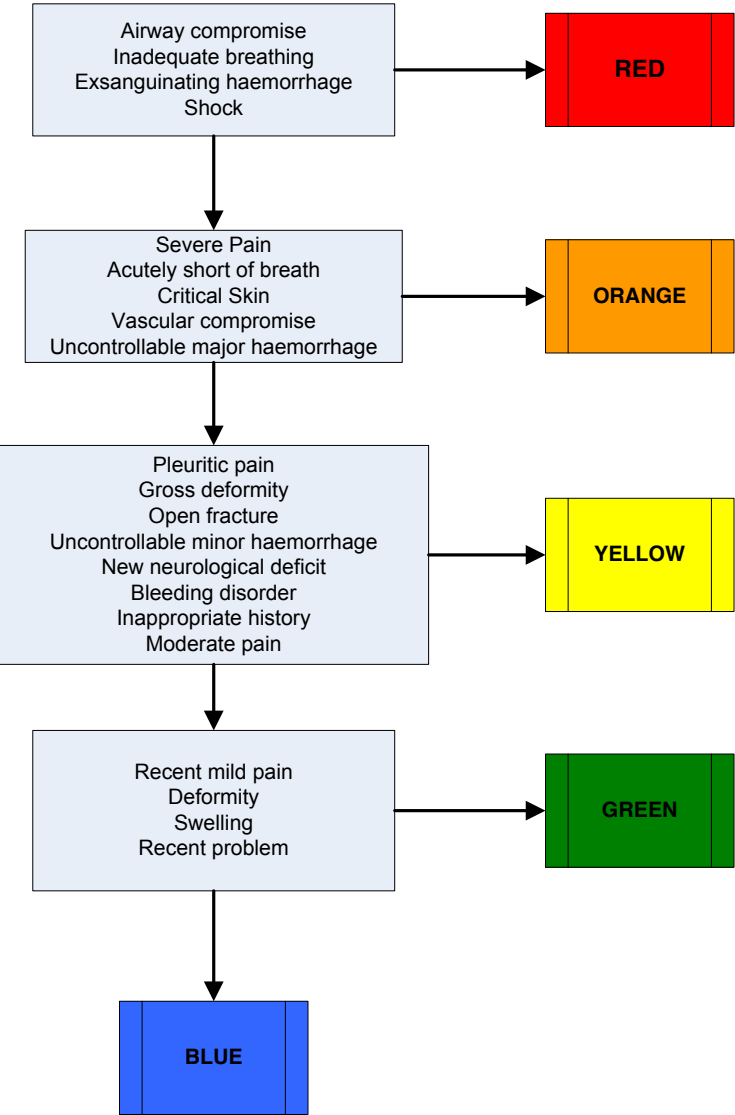 Airway compromise
Inadequate breathing
Exsanguinating haemorrhage
Shock
RED
Severe Pain
Acutely short of breath
Critical Skin
Vascular compromise
Uncontrollable major haemorrhage
ORANGE
Pleuritic pain
Gross deformity
Open fracture
Uncontrollable minor haemorrhage
New neurological deficit
Bleeding disorder
Inappropriate history
Moderate pain
YELLOW
Recent mild pain
Deformity
Swelling
Recent problem
GREEN
BLUE